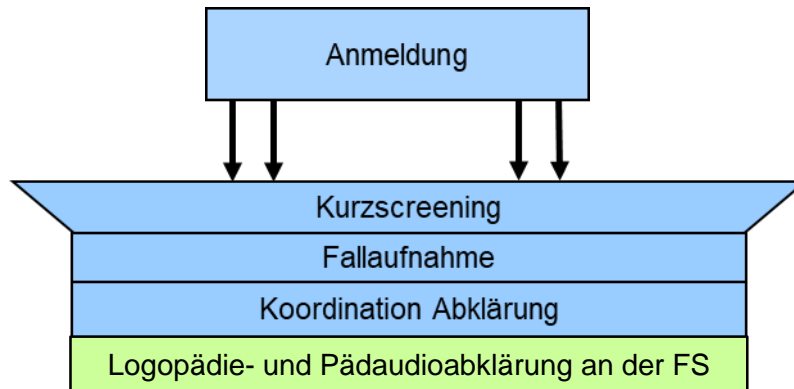 Anmeldung
Kurzscreening
Fallaufnahme
Koordination Abklärung
Logopädie- und Pädaudioabklärung an der FS